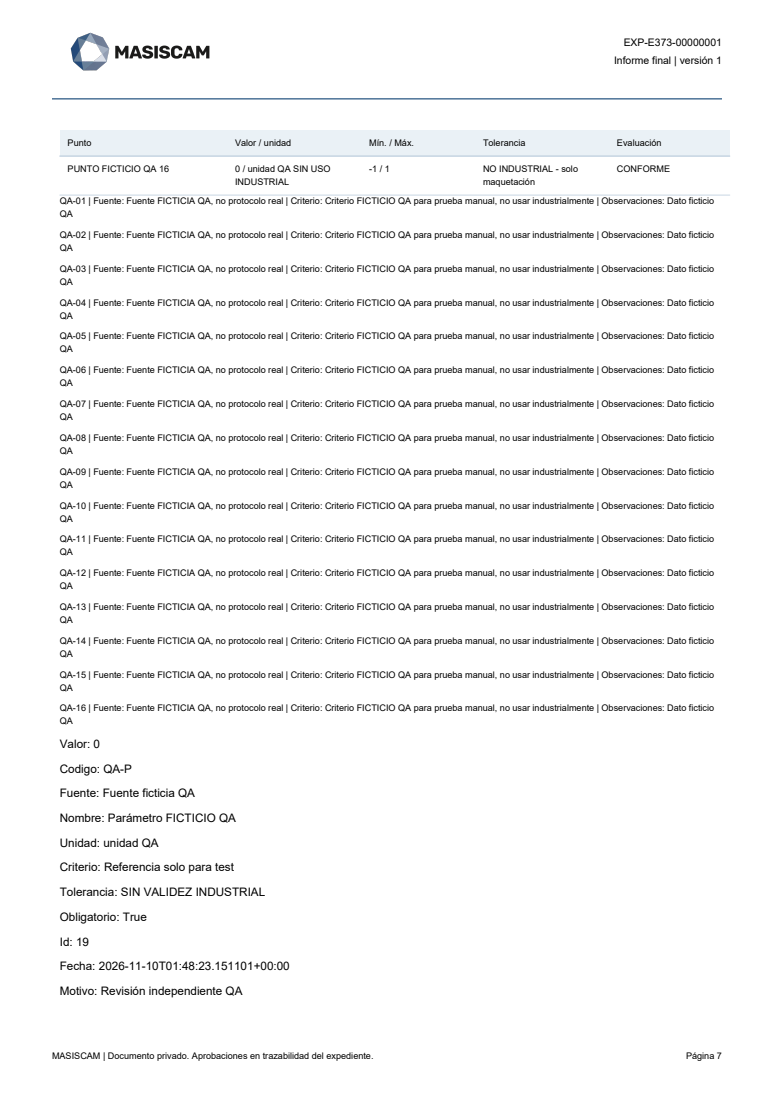 MASISCAM
EXP-E373-00000001
Informe final | versión 1
Punto Valor / unidad Mín. / Máx. Tolerancia Evaluación
PUNTO FICTICIO QA 16 0 / unidad QA SIN USO -1 / 1 NO INDUSTRIAL - solo CONFORME
INDUSTRIAL maquetación
QA-01 | Fuente: Fuente FICTICIA QA, no protocolo real | Criterio: Criterio FICTICIO QA para prueba manual, no usar industrialmente | Observaciones: Dato ficticio
QA
QA-02 | Fuente: Fuente FICTICIA QA, no protocolo real | Criterio: Criterio FICTICIO QA para prueba manual, no usar industrialmente | Observaciones: Dato ficticio
QA
QA-03 | Fuente: Fuente FICTICIA QA, no protocolo real | Criterio: Criterio FICTICIO QA para prueba manual, no usar industrialmente | Observaciones: Dato ficticio
QA
QA-04 | Fuente: Fuente FICTICIA QA, no protocolo real | Criterio: Criterio FICTICIO QA para prueba manual, no usar industrialmente | Observaciones: Dato ficticio
QA
QA-05 | Fuente: Fuente FICTICIA QA, no protocolo real | Criterio: Criterio FICTICIO QA para prueba manual, no usar industrialmente | Observaciones: Dato ficticio
QA
QA-06 | Fuente: Fuente FICTICIA QA, no protocolo real | Criterio: Criterio FICTICIO QA para prueba manual, no usar industrialmente | Observaciones: Dato ficticio
QA
QA-07 | Fuente: Fuente FICTICIA QA, no protocolo real | Criterio: Criterio FICTICIO QA para prueba manual, no usar industrialmente | Observaciones: Dato ficticio
QA
QA-08 | Fuente: Fuente FICTICIA QA, no protocolo real | Criterio: Criterio FICTICIO QA para prueba manual, no usar industrialmente | Observaciones: Dato ficticio
QA
QA-09 | Fuente: Fuente FICTICIA QA, no protocolo real | Criterio: Criterio FICTICIO QA para prueba manual, no usar industrialmente | Observaciones: Dato ficticio
QA
QA-10 | Fuente: Fuente FICTICIA QA, no protocolo real | Criterio: Criterio FICTICIO QA para prueba manual, no usar industrialmente | Observaciones: Dato ficticio
QA
QA-11 | Fuente: Fuente FICTICIA QA, no protocolo real | Criterio: Criterio FICTICIO QA para prueba manual, no usar industrialmente | Observaciones: Dato ficticio
QA
QA-12 | Fuente: Fuente FICTICIA QA, no protocolo real | Criterio: Criterio FICTICIO QA para prueba manual, no usar industrialmente | Observaciones: Dato ficticio
QA
QA-13 | Fuente: Fuente FICTICIA QA, no protocolo real | Criterio: Criterio FICTICIO QA para prueba manual, no usar industrialmente | Observaciones: Dato ficticio
QA
QA-14 | Fuente: Fuente FICTICIA QA, no protocolo real | Criterio: Criterio FICTICIO QA para prueba manual, no usar industrialmente | Observaciones: Dato ficticio
QA
QA-15 | Fuente: Fuente FICTICIA QA, no protocolo real | Criterio: Criterio FICTICIO QA para prueba manual, no usar industrialmente | Observaciones: Dato ficticio
QA
QA-16 | Fuente: Fuente FICTICIA QA, no protocolo real | Criterio: Criterio FICTICIO QA para prueba manual, no usar industrialmente | Observaciones: Dato ficticio
QA
Valor: 0
Codigo: QA-P
Fuente: Fuente ficticia QA
Nombre: Parámetro FICTICIO QA
Unidad: unidad QA
Criterio: Referencia solo para test
Tolerancia: SIN VALIDEZ INDUSTRIAL
Obligatorio: True
Id: 19
Fecha: 2026-11-10T01:48:23.151101+00:00
Motivo: Revisión independiente QA
MASISCAM | Documento privado. Aprobaciones en trazabilidad del expediente. Página 7